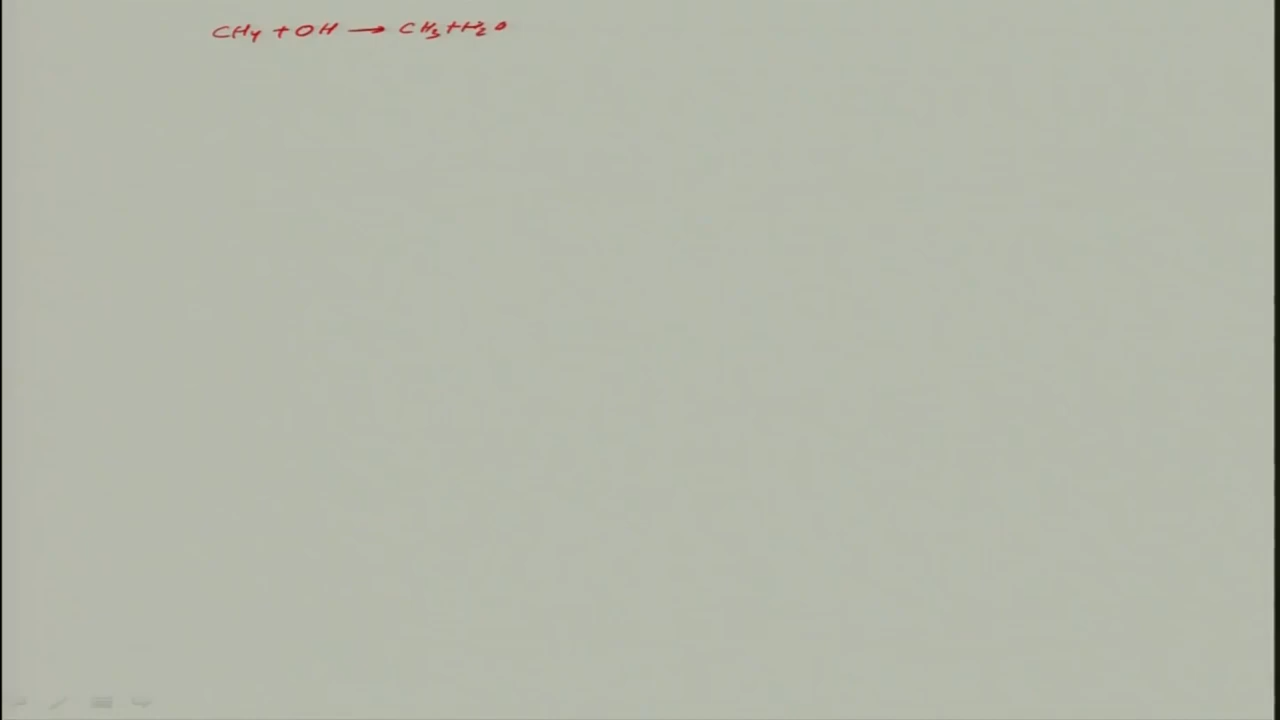 CH₄ + OH → CH₃ + H₂O